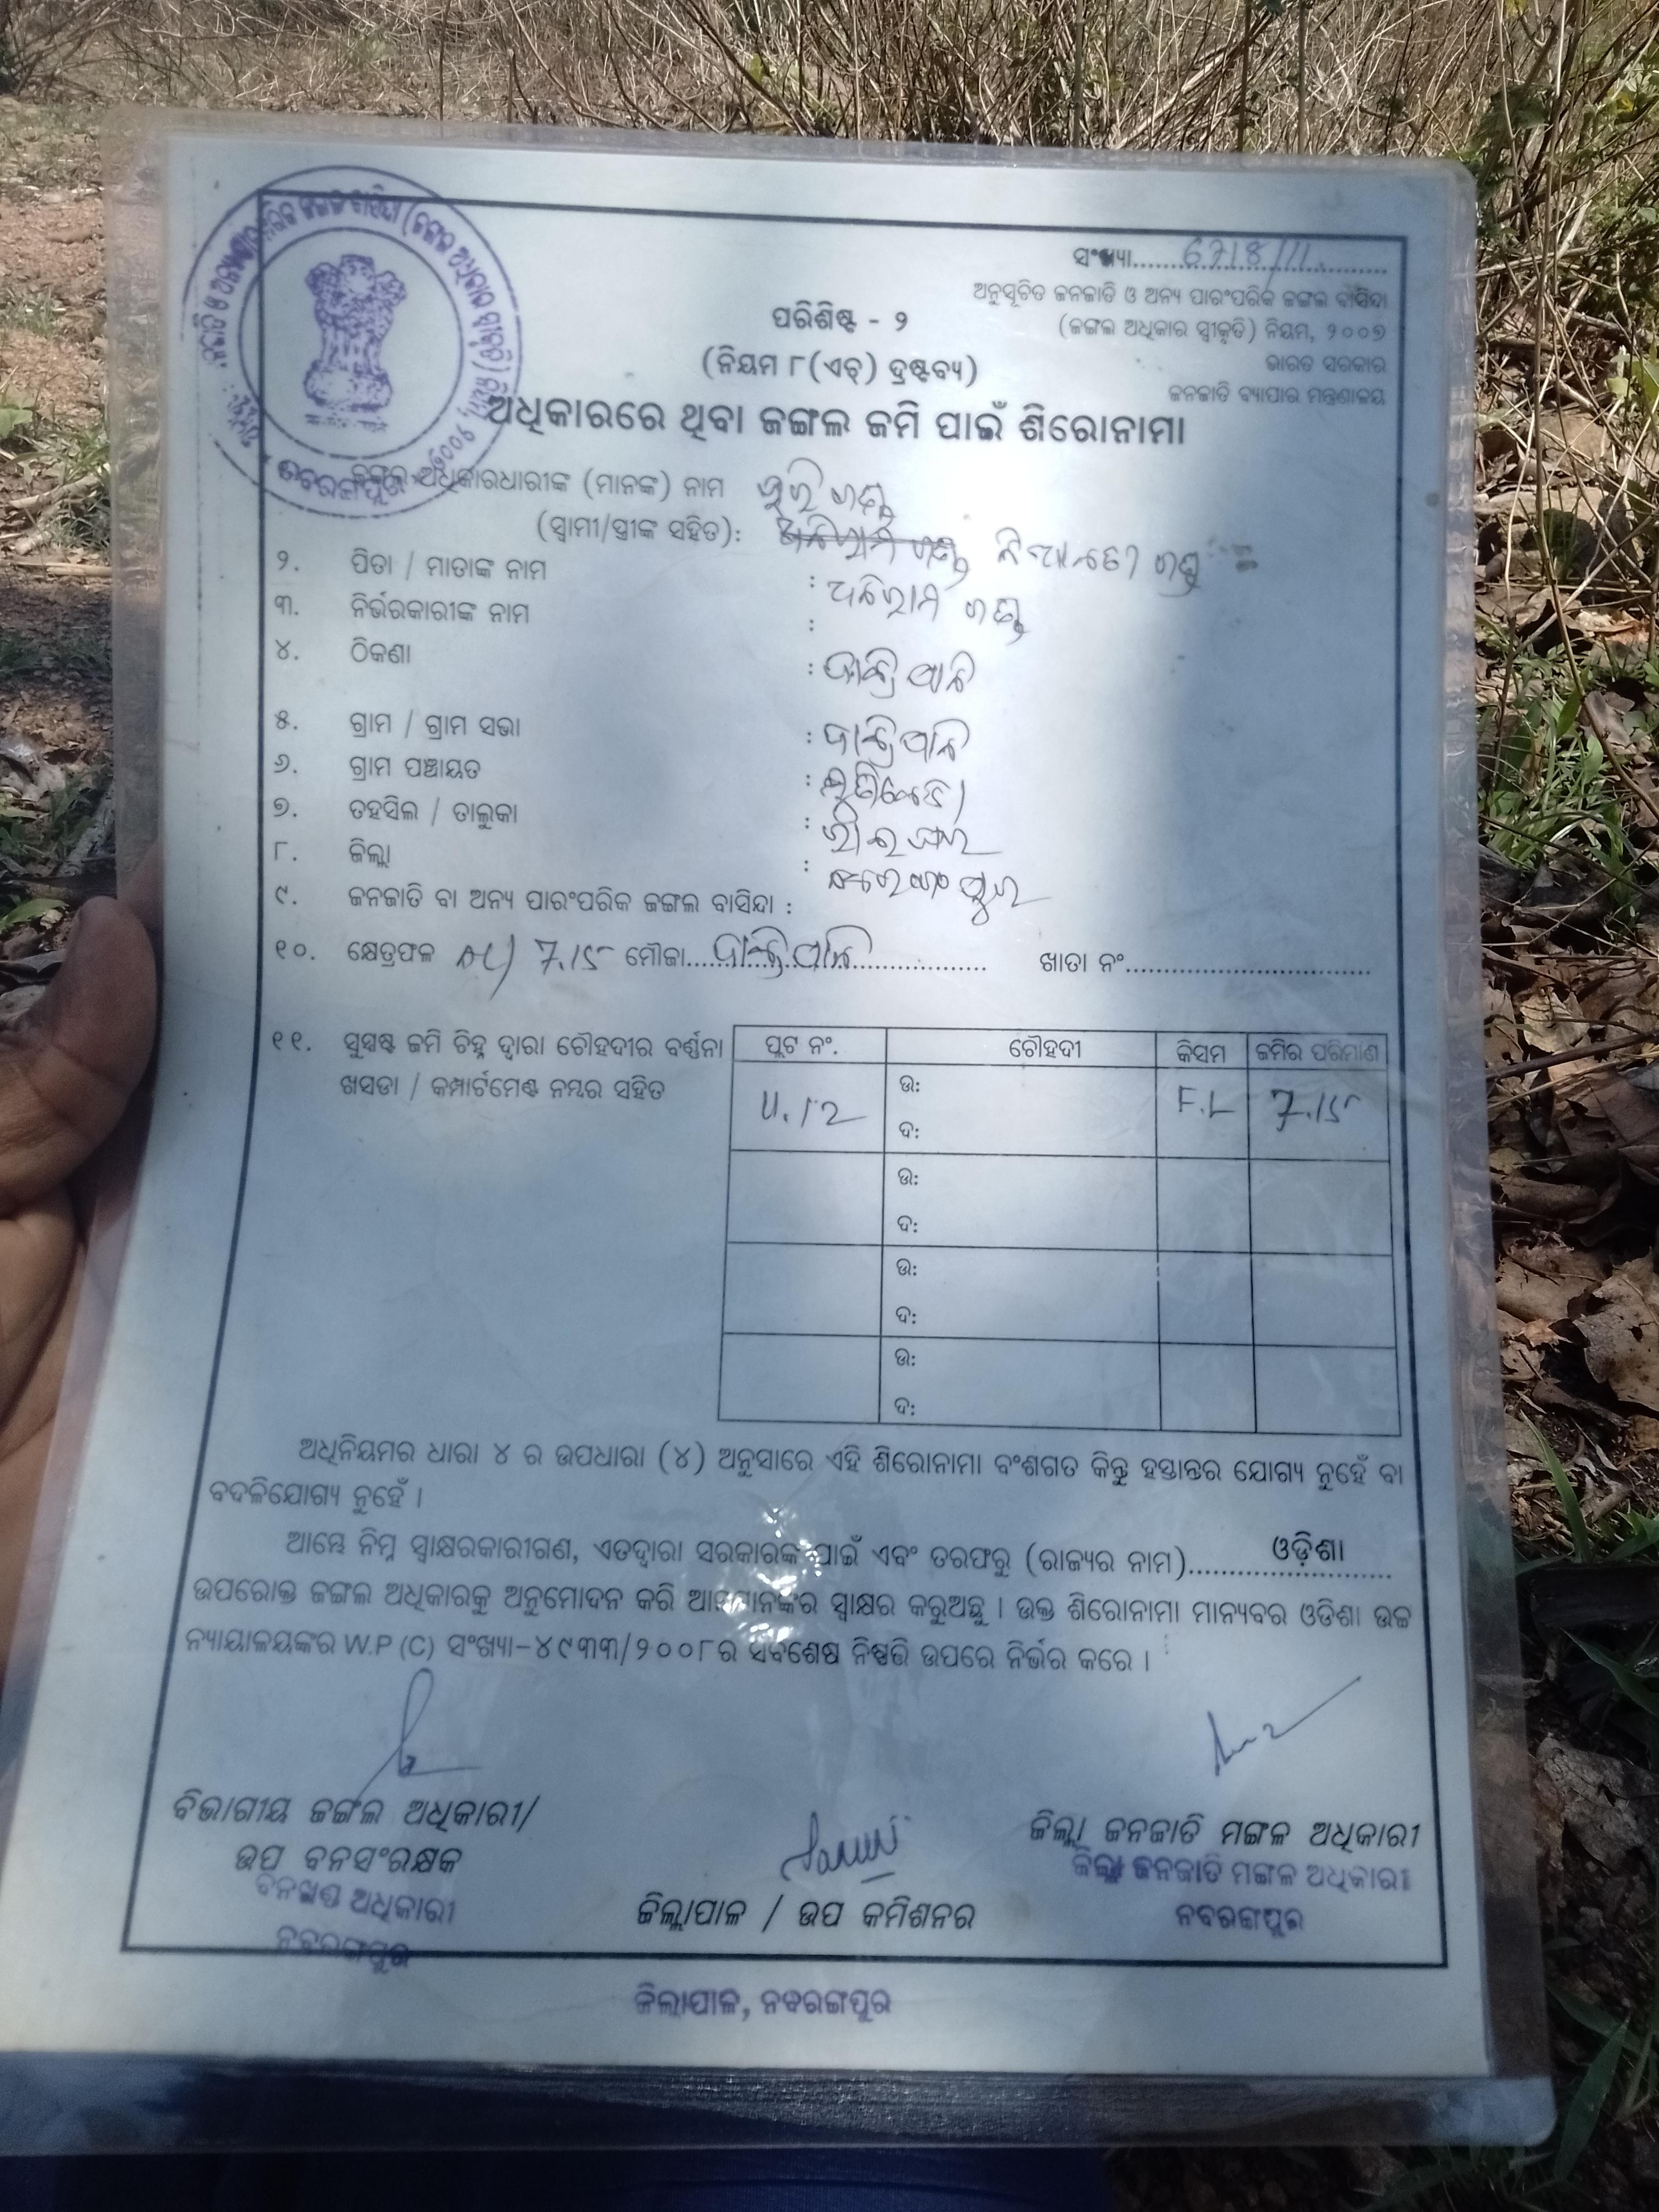 ସଂଖ୍ୟା.......6718/111
ଅନୁସୂଚିତ ଜନଜାତି ଓ ଅନ୍ୟ ପାରଂପରିକ ଜଙ୍ଗଲ ବାସିନ୍ଦା
(ଜଙ୍ଗଲ ଅଧିକାର ସ୍ୱୀକୃତି) ନିୟମ, ୨୦୦୭
ଭାରତ ସରକାର
ଜନଜାତି ବ୍ୟାପାର ମନ୍ତ୍ରଣାଳୟ
ପରିଶିଷ୍ଟ - ୨
(ନିୟମ ୮(ଏଚ୍) ଦ୍ରଷ୍ଟବ୍ୟ)
ଅଧିକାରରେ ଥିବା ଜଙ୍ଗଲ ଜମି ପାଇଁ ଶିରୋନାମା
ଜଙ୍ଗଲ ଅଧିକାରଧାରୀଙ୍କ (ମାନଙ୍କ) ନାମ
(ସ୍ୱାମୀ/ସ୍ତ୍ରୀଙ୍କ ସହିତ):
୨. ପିତା / ମାତାଙ୍କ ନାମ :
୩. ନିର୍ଭରକାରୀଙ୍କ ନାମ :
୪. ଠିକଣା :
୫. ଗ୍ରାମ / ଗ୍ରାମ ସଭା :
୬. ଗ୍ରାମ ପଞ୍ଚାୟତ :
୭. ତହସିଲ / ତାଲୁକା :
୮. ଜିଲ୍ଲା :
୯. ଜନଜାତି ବା ଅନ୍ୟ ପାରଂପରିକ ଜଙ୍ଗଲ ବାସିନ୍ଦା :
୧୦. କ୍ଷେତ୍ରଫଳ 7.15 ମୌଜା.......... ଖାତା ନଂ..........
୧୧. ସୁସ୍ପଷ୍ଟ ଜମି ଚିହ୍ନ ଦ୍ୱାରା ଚୌହଦୀର ବର୍ଣ୍ଣନା
ଖସଡା / କମ୍ପାର୍ଟମେଣ୍ଟ ନମ୍ବର ସହିତ
ପ୍ଲଟ ନଂ. ଚୌହଦୀ କିସମ ଜମିର ପରିମାଣ
U.12 ଉ: F.L 7.15
ଦ:
ଉ:
ଦ:
ଉ:
ଦ:
ଉ:
ଦ:
ଅଧିନିୟମର ଧାରା ୪ ର ଉପଧାରା (୪) ଅନୁସାରେ ଏହି ଶିରୋନାମା ବଂଶଗତ କିନ୍ତୁ ହସ୍ତାନ୍ତର ଯୋଗ୍ୟ ନୁହେଁ ବା
ବଦଳିଯୋଗ୍ୟ ନୁହେଁ ।
ଆମ୍ଭେ ନିମ୍ନ ସ୍ୱାକ୍ଷରକାରୀଗଣ, ଏତଦ୍ୱାରା ସରକାରଙ୍କ ପାଇଁ ଏବଂ ତରଫରୁ (ରାଜ୍ୟର ନାମ)..........ଓଡ଼ିଶା
ଉପରୋକ୍ତ ଜଙ୍ଗଲ ଅଧିକାରକୁ ଅନୁମୋଦନ କରି ଆମ୍ଭମାନଙ୍କର ସ୍ୱାକ୍ଷର କରୁଅଛୁ । ଉକ୍ତ ଶିରୋନାମା ମାନ୍ୟବର ଓଡିଶା ଉଚ୍ଚ
ନ୍ୟାୟାଳୟଙ୍କର W.P (C) ସଂଖ୍ୟା-୪୯୩୩/୨୦୦୮ର ସର୍ବଶେଷ ନିଷ୍ପତ୍ତି ଉପରେ ନିର୍ଭର କରେ ।
ବିଭାଗୀୟ ଜଙ୍ଗଲ ଅଧିକାରୀ/
ଉପ ବନସଂରକ୍ଷକ
ବନଖଣ୍ଡ ଅଧିକାରୀ
ନବରଙ୍ଗପୁର
ଜିଲ୍ଲାପାଳ / ଉପ କମିଶନର
ଜିଲ୍ଲାପାଳ, ନବରଙ୍ଗପୁର
ଜିଲ୍ଲା ଜନଜାତି ମଙ୍ଗଳ ଅଧିକାରୀ
ଜିଲ୍ଲା ଜନଜାତି ମଙ୍ଗଳ ଅଧିକାରୀ
ନବରଙ୍ଗପୁର